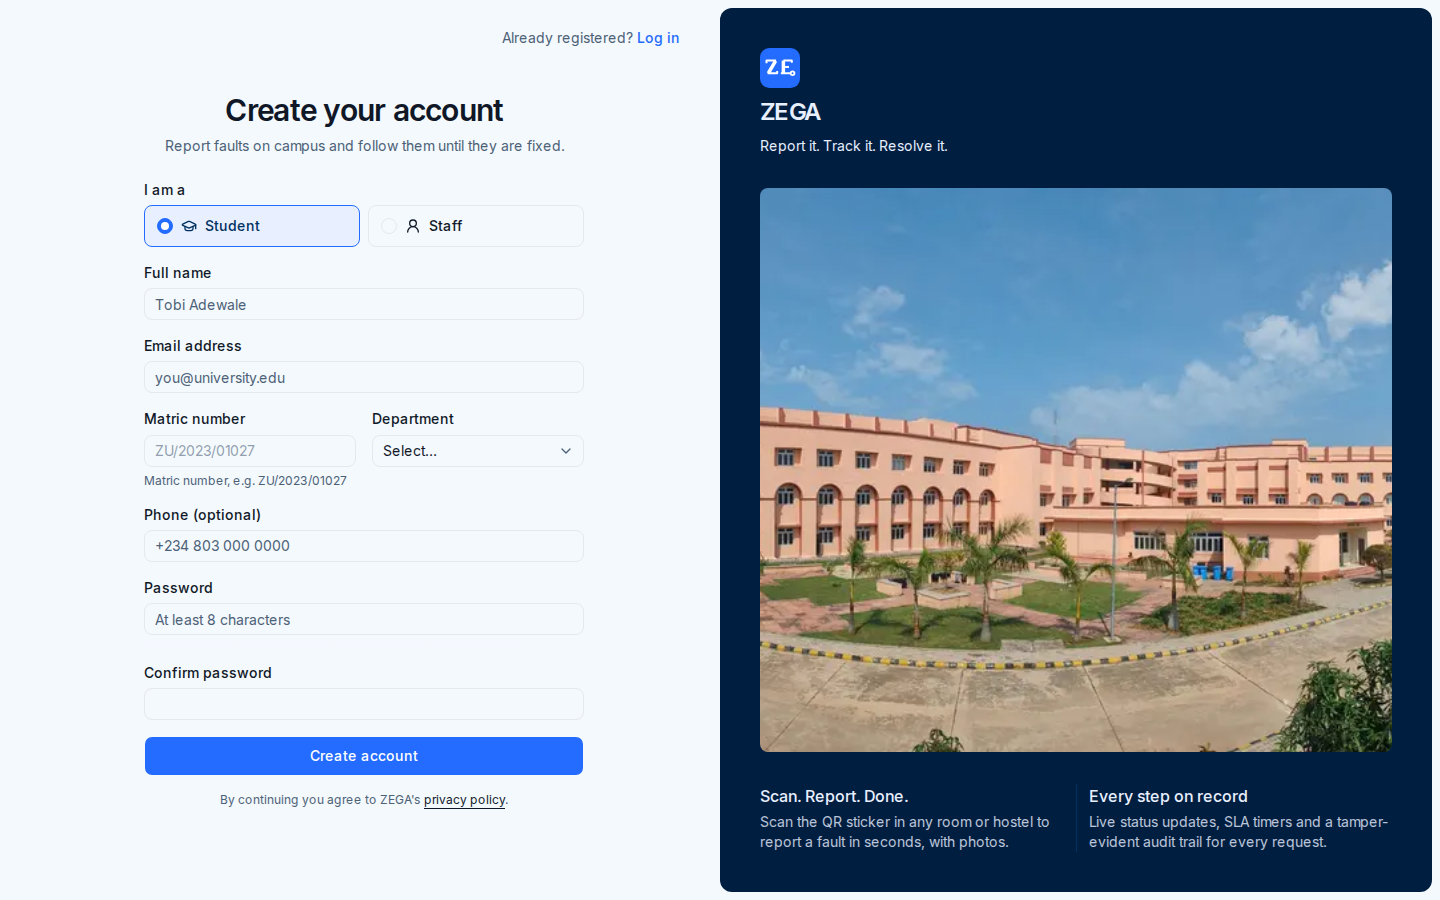 Already registered? Log in
Create your account
Report faults on campus and follow them until they are fixed.
I am a
Student
Staff
Full name
Tobi Adewale
Email address
you@university.edu
Matric number
Department
ZU/2023/01027
Select...
Matric number, e.g. ZU/2023/01027
Phone (optional)
+234 803 000 0000
Password
At least 8 characters
Confirm password
Create account
By continuing you agree to ZEGA's privacy policy.
ZE
ZEGA
Report it. Track it. Resolve it.
Scan. Report. Done.
Scan the QR sticker in any room or hostel to
report a fault in seconds, with photos.
Every step on record
Live status updates, SLA timers and a tamper-
evident audit trail for every request.